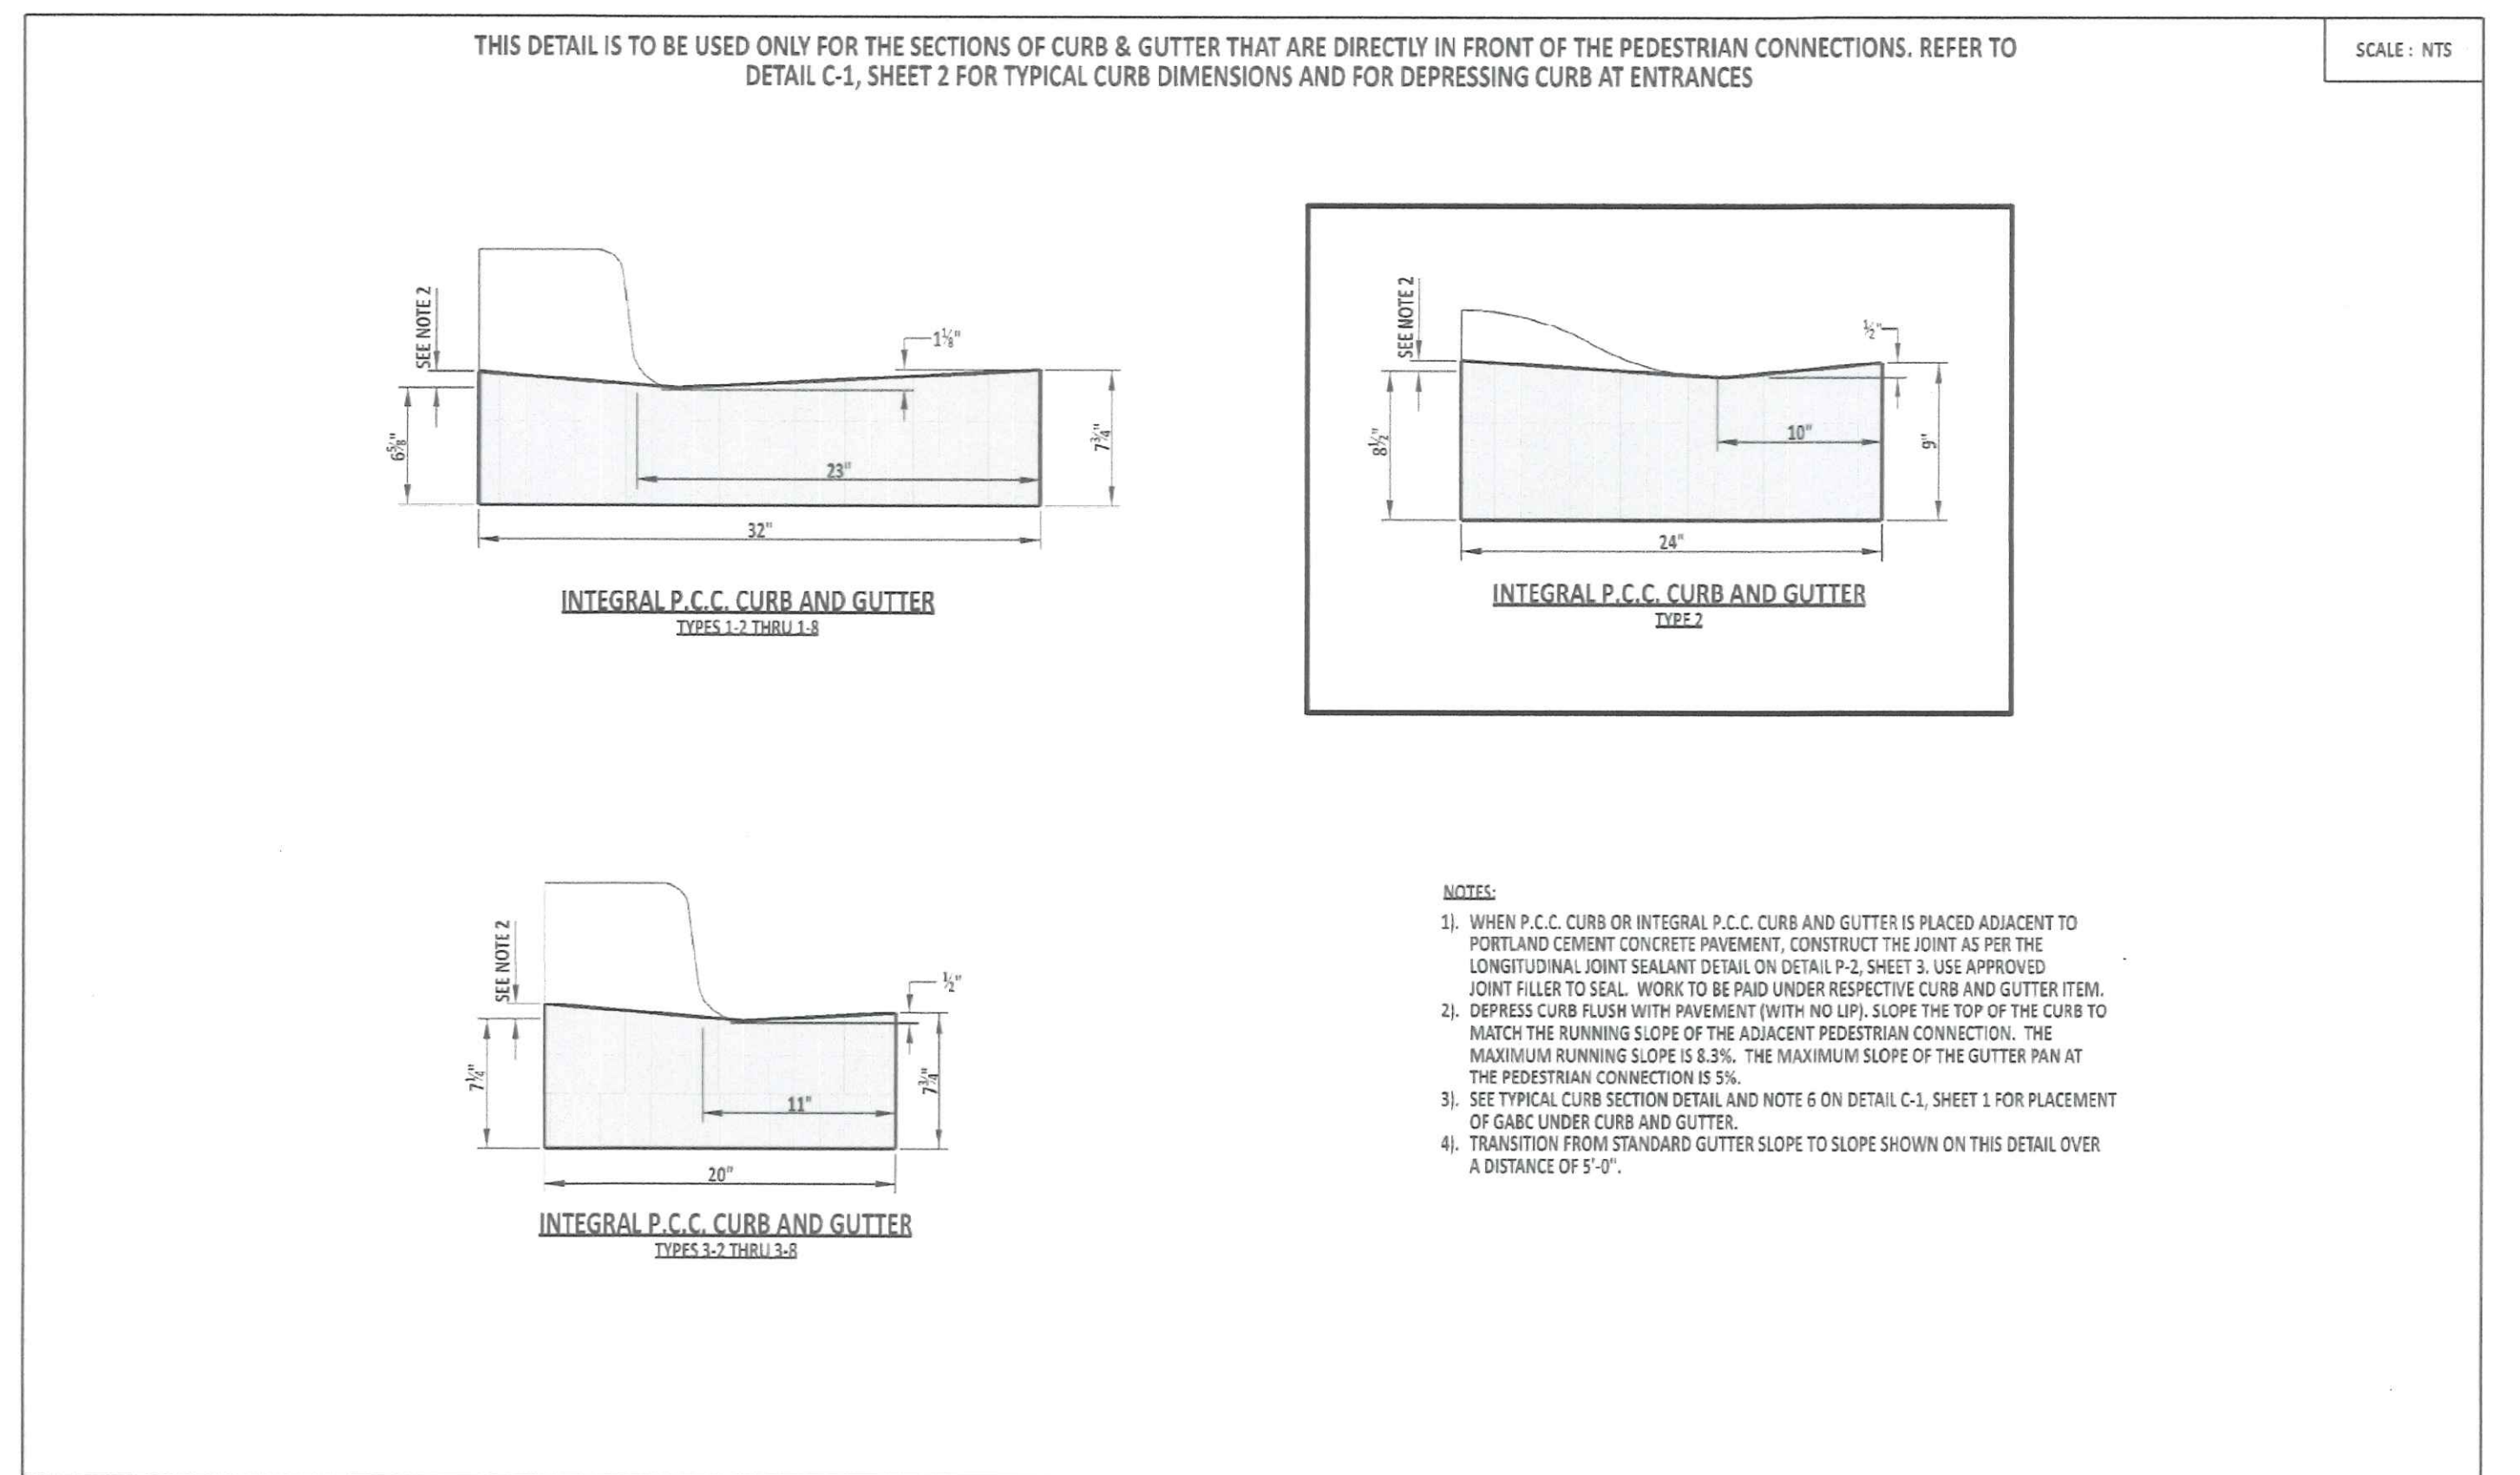 THIS DETAIL IS TO BE USED ONLY FOR THE SECTIONS OF CURB & GUTTER THAT ARE DIRECTLY IN FRONT OF THE PEDESTRIAN CONNECTIONS. REFER TO
DETAIL C-1, SHEET 2 FOR TYPICAL CURB DIMENSIONS AND FOR DEPRESSING CURB AT ENTRANCES
SCALE : NTS
SEE NOTE 2
1⅛"
6⅝"
23"
7¾"
32"
INTEGRAL P.C.C. CURB AND GUTTER
TYPES 1-2 THRU 1-8
SEE NOTE 2
½"
8½"
10"
9"
24"
INTEGRAL P.C.C. CURB AND GUTTER
TYPE 2
SEE NOTE 2
½"
7¼"
11"
7¾"
20"
INTEGRAL P.C.C. CURB AND GUTTER
TYPES 3-2 THRU 3-8
NOTES:
1). WHEN P.C.C. CURB OR INTEGRAL P.C.C. CURB AND GUTTER IS PLACED ADJACENT TO
PORTLAND CEMENT CONCRETE PAVEMENT, CONSTRUCT THE JOINT AS PER THE
LONGITUDINAL JOINT SEALANT DETAIL ON DETAIL P-2, SHEET 3. USE APPROVED
JOINT FILLER TO SEAL. WORK TO BE PAID UNDER RESPECTIVE CURB AND GUTTER ITEM.
2). DEPRESS CURB FLUSH WITH PAVEMENT (WITH NO LIP). SLOPE THE TOP OF THE CURB TO
MATCH THE RUNNING SLOPE OF THE ADJACENT PEDESTRIAN CONNECTION. THE
MAXIMUM RUNNING SLOPE IS 8.3%. THE MAXIMUM SLOPE OF THE GUTTER PAN AT
THE PEDESTRIAN CONNECTION IS 5%.
3). SEE TYPICAL CURB SECTION DETAIL AND NOTE 6 ON DETAIL C-1, SHEET 1 FOR PLACEMENT
OF GABC UNDER CURB AND GUTTER.
4). TRANSITION FROM STANDARD GUTTER SLOPE TO SLOPE SHOWN ON THIS DETAIL OVER
A DISTANCE OF 5'-0".